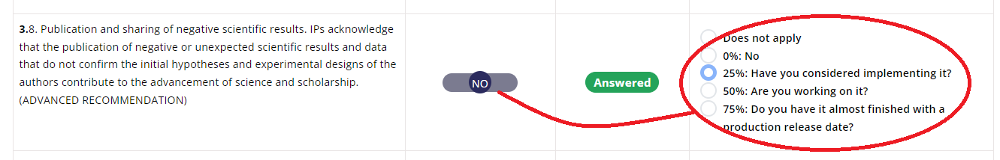 3.8. Publication and sharing of negative scientific results. IPs acknowledge
that the publication of negative or unexpected scientific results and data
that do not confirm the initial hypotheses and experimental designs of the
authors contribute to the advancement of science and scholarship.
(ADVANCED RECOMMENDATION)
NO
Answered
Does not apply
0%: No
25%: Have you considered implementing it?
50%: Are you working on it?
75%: Do you have it almost finished with a
production release date?